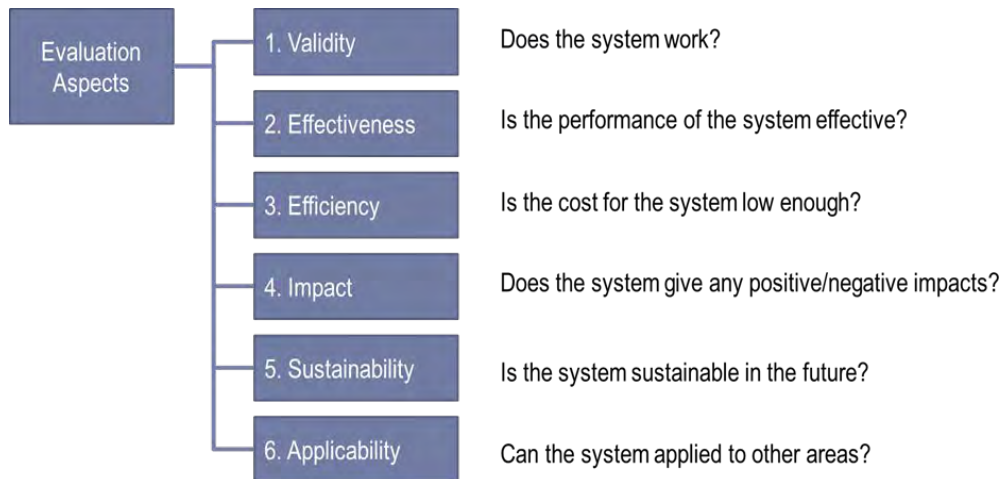 Evaluation
Aspects
1. Validity
Does the system work?
2. Effectiveness
Is the performance of the system effective?
3. Efficiency
Is the cost for the system low enough?
4. Impact
Does the system give any positive/negative impacts?
5. Sustainability
Is the system sustainable in the future?
6. Applicability
Can the system applied to other areas?